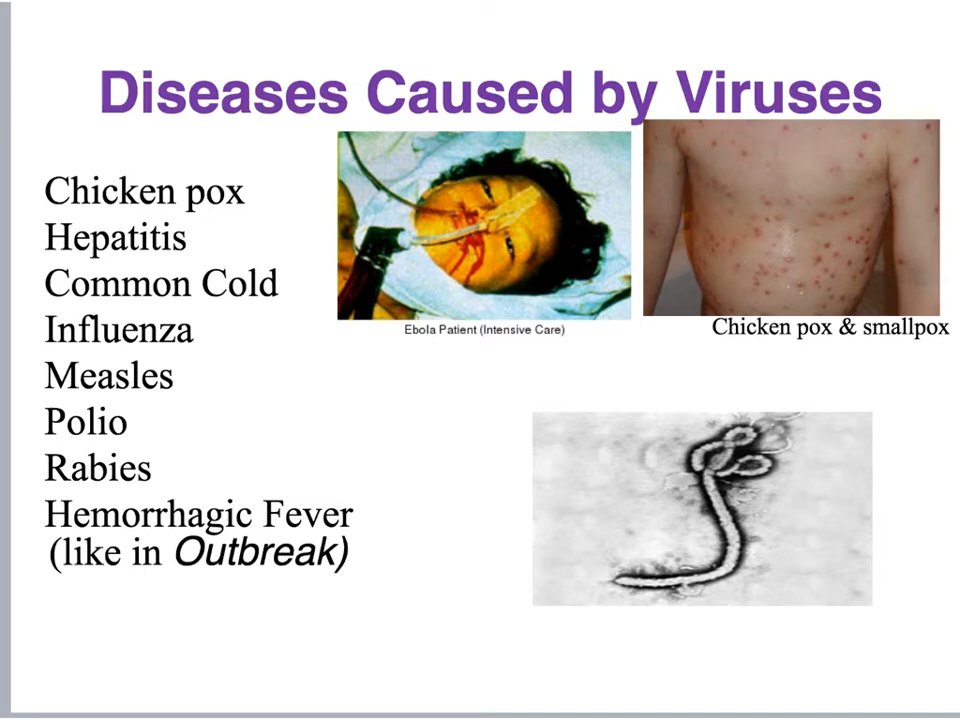 Diseases Caused by Viruses
Chicken pox
Hepatitis
Common Cold
Influenza
Measles
Polio
Rabies
Hemorrhagic Fever
(like in Outbreak)
Ebola Patient (Intensive Care)
Chicken pox & smallpox